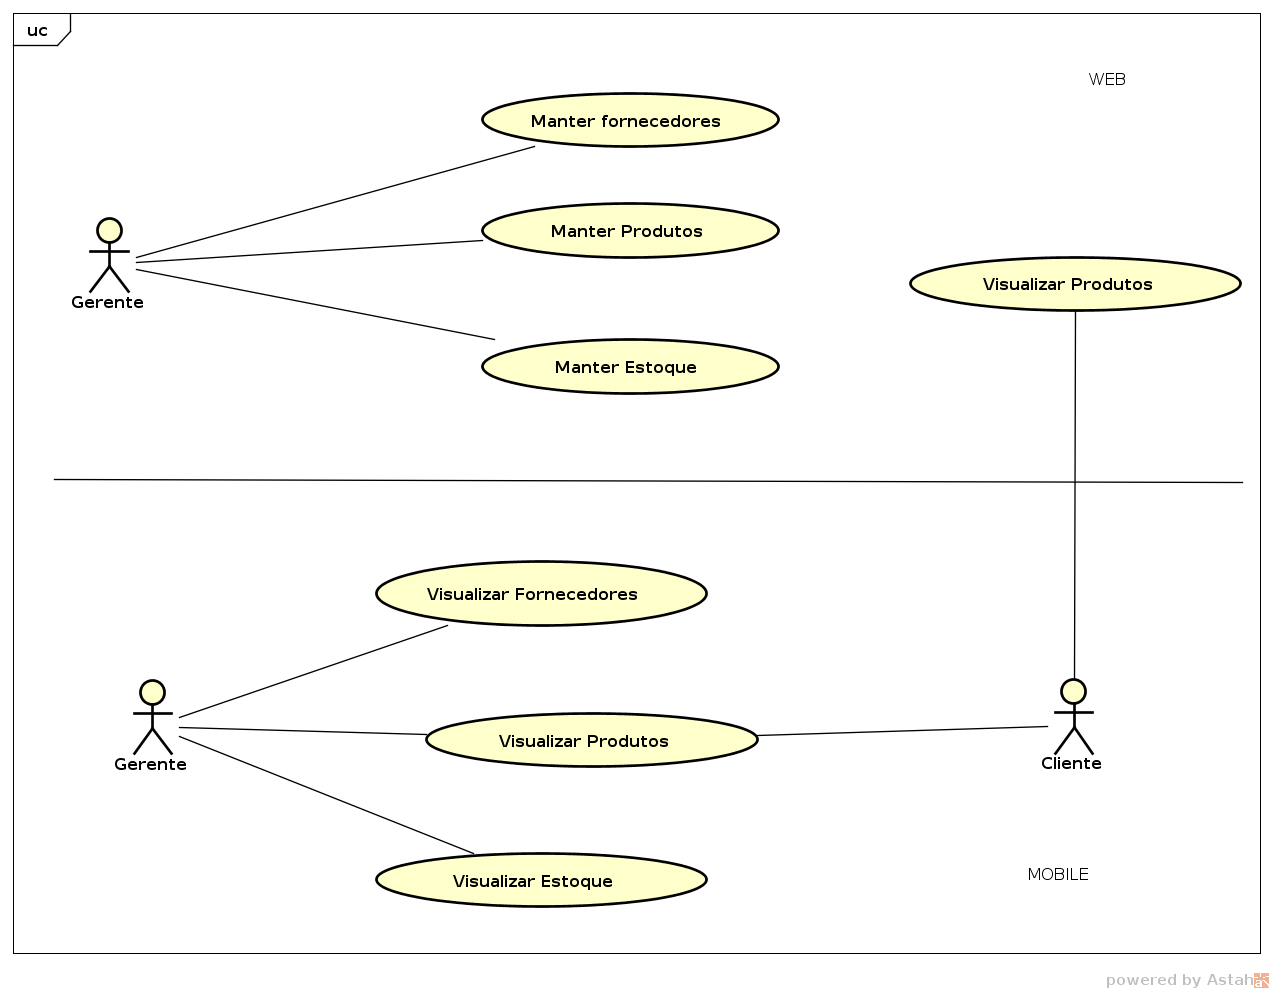 uc
WEB
Manter fornecedores
Manter Produtos
Visualizar Produtos
Gerente
Manter Estoque
Visualizar Fornecedores
Visualizar Produtos
Gerente
Cliente
Visualizar Estoque
MOBILE
powered by Astah